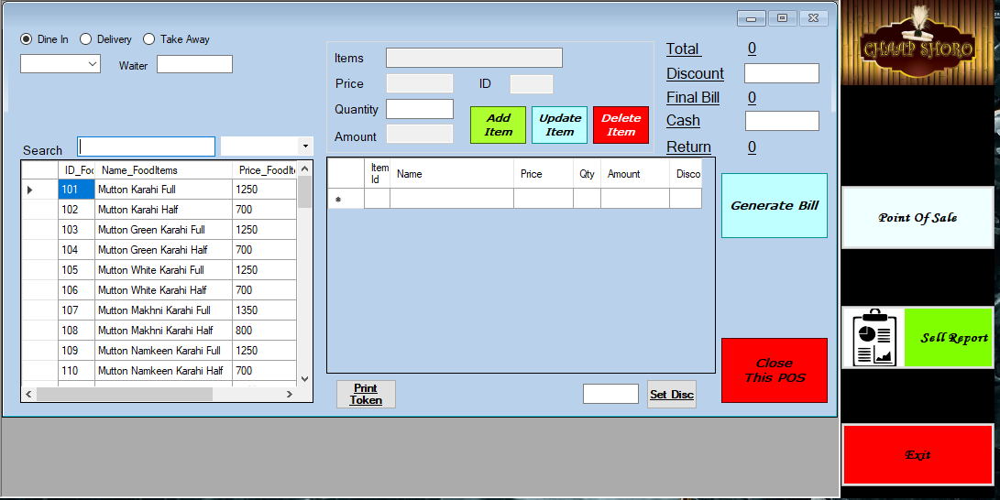 Dine In Delivery Take Away
Waiter
Search
ID_Foo Name_FoodItems Price_FoodIte
101 Mutton Karahi Full 1250
102 Mutton Karahi Half 700
103 Mutton Green Karahi Full 1250
104 Mutton Green Karahi Half 700
105 Mutton White Karahi Full 1250
106 Mutton White Karahi Half 700
107 Mutton Makhni Karahi Full 1350
108 Mutton Makhni Karahi Half 800
109 Mutton Namkeen Karahi Full 1250
110 Mutton Namkeen Karahi Half 700
Items
Price ID
Quantity
Amount
Add
Item
Update
Item
Delete
Item
Item
Id
Name Price Qty Amount Disco
Print
Token
Set Disc
Total 0
Discount
Final Bill 0
Cash
Return 0
Generate Bill
Close
This POS
CHAAP SHORO
Point Of Sale
Sell Report
Exit